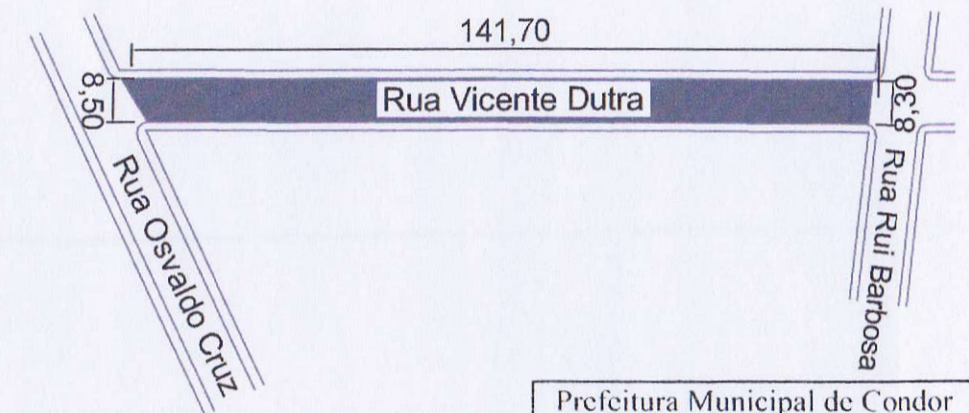 141,70
8,50
Rua Vicente Dutra
8,30
Rua Osvaldo Cruz
Rua Rui Barbosa
Prefeitura Municipal de Condor